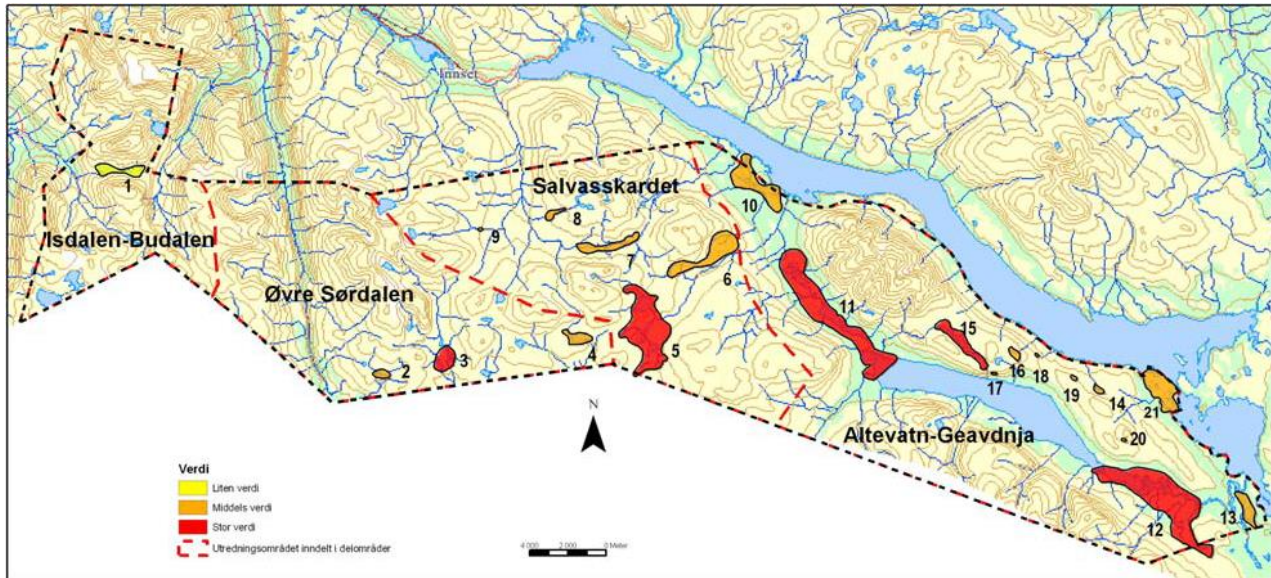 Innset
1
Isdalen-Budalen
Øvre Sørdalen
Salvasskardet
8
9
7
6
10
2
3
4
5
11
15
16
18
17
19
14
21
20
Altevatn-Geavdnja
12
13
N
Verdi
Liten verdi
Middels verdi
Stor verdi
Utredningsområdet inndelt i delområder
4 000 2 000 0 Meter